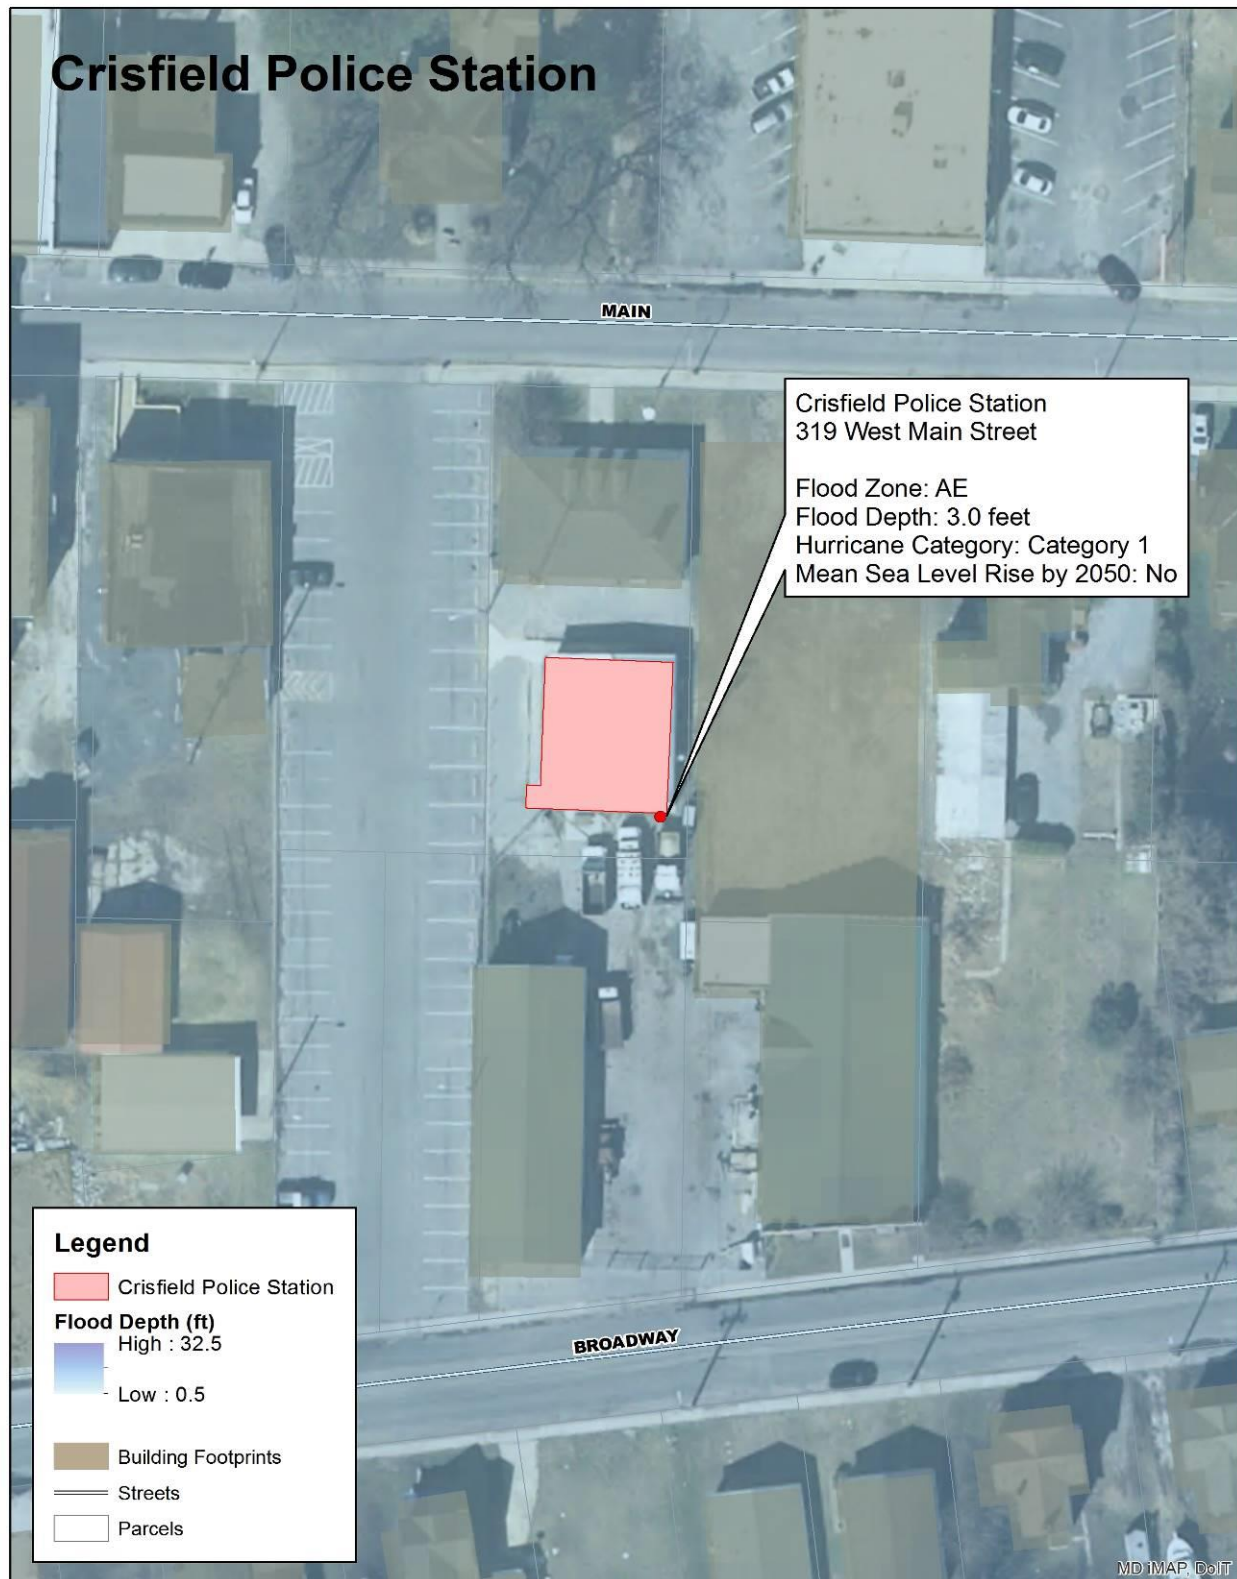 Crisfield Police Station
MAIN
Crisfield Police Station
319 West Main Street
Flood Zone: AE
Flood Depth: 3.0 feet
Hurricane Category: Category 1
Mean Sea Level Rise by 2050: No
BROADWAY
Legend
Crisfield Police Station
Flood Depth (ft)
High : 32.5
Low : 0.5
Building Footprints
Streets
Parcels
MD iMAP, DoIT